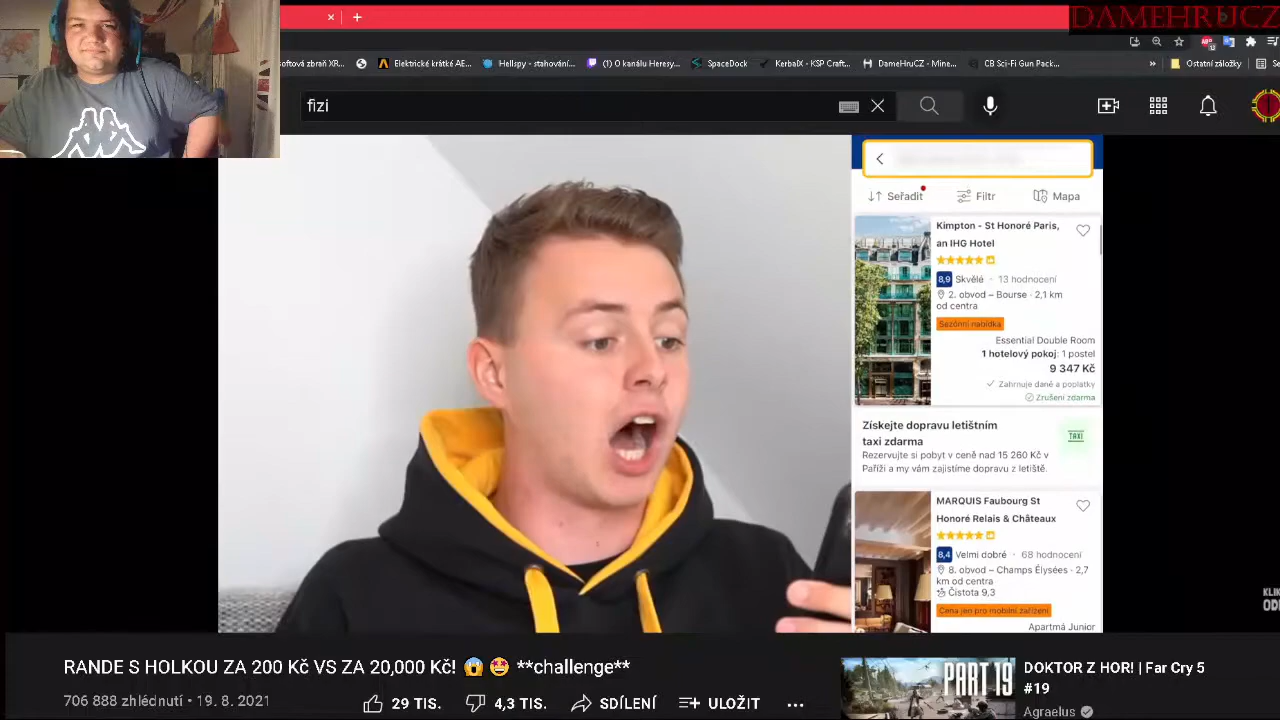 DAMEHRUCZ
oftová zbraň XR...
Elektrické krátké AE...
Hellspy - stahování...
(1) O kanálu Heresy...
SpaceDock
KerbalX - KSP Craft...
DameHruCZ - Mine...
CB Sci-Fi Gun Pack...
Ostatní záložky
fizi
Seřadit
Filtr
Mapa
Kimpton - St Honoré Paris,
an IHG Hotel
8,9 Skvělé · 13 hodnocení
2. obvod – Bourse · 2,1 km
od centra
Sezónní nabídka
Essential Double Room
1 hotelový pokoj: 1 postel
9 347 Kč
Zahrnuje daně a poplatky
Zrušení zdarma
Získejte dopravu letištním
taxi zdarma
TAXI
Rezervujte si pobyt v ceně nad 15 260 Kč v
Paříži a my vám zajistíme dopravu z letiště.
MARQUIS Faubourg St
Honoré Relais & Châteaux
8,4 Velmi dobré · 68 hodnocení
8. obvod – Champs Élysées · 2,7
km od centra
Čistota 9,3
Cena jen pro mobilní zařízení
Apartmá Junior
KLIK
ODE
RANDE S HOLKOU ZA 200 Kč VS ZA 20,000 Kč! 😱 🤩 **challenge**
706 888 zhlédnutí • 19. 8. 2021
29 TIS.
4,3 TIS.
SDÍLENÍ
ULOŽIT
PART 19
DOKTOR Z HOR! | Far Cry 5
#19
Agraelus